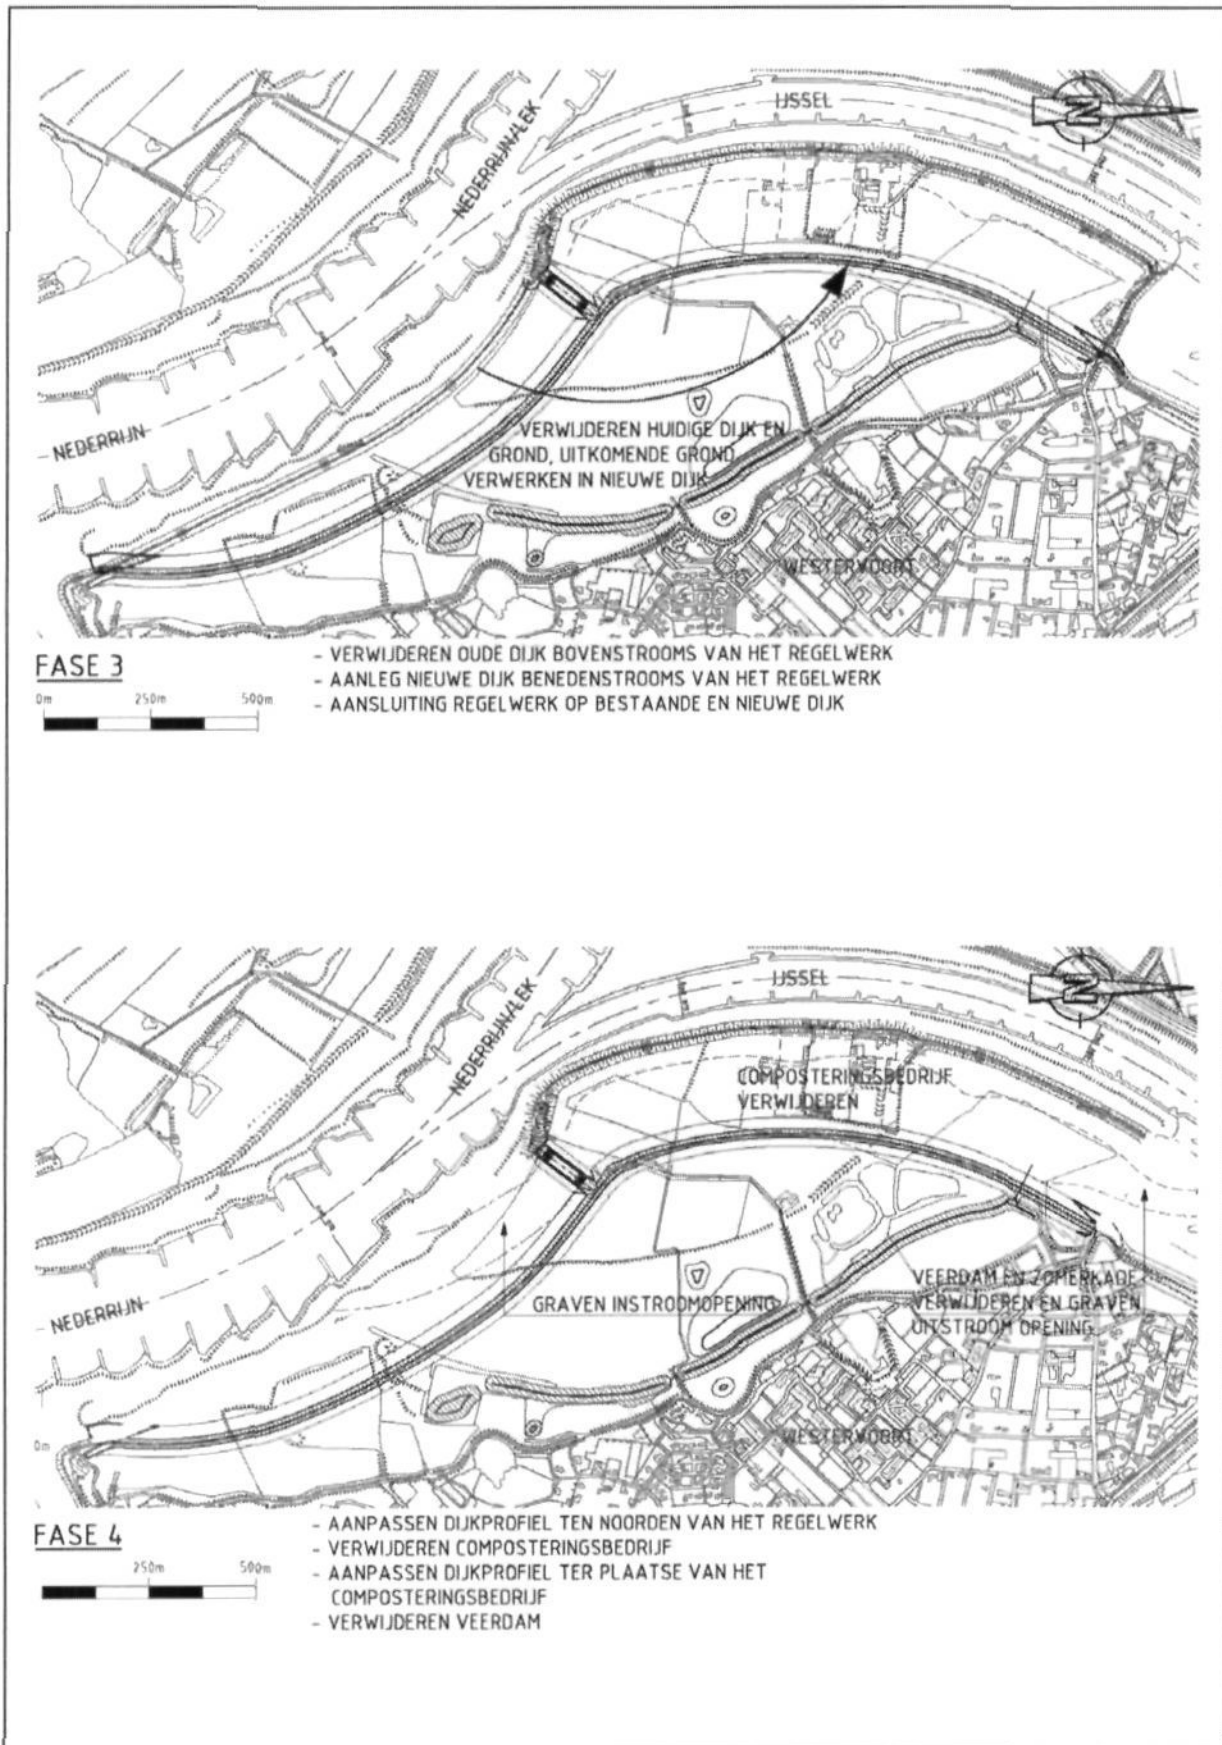 IJSSEL
N
NEDERRIJN/LEK
NEDERRIJN
VERWIJDEREN HUIDIGE DIJK EN
GROND, UITKOMENDE GROND
VERWERKEN IN NIEUWE DIJK
WESTERVOORT
FASE 3
0m 250m 500m
- VERWIJDEREN OUDE DIJK BOVENSTROOMS VAN HET REGELWERK
- AANLEG NIEUWE DIJK BENEDENSTROOMS VAN HET REGELWERK
- AANSLUITING REGELWERK OP BESTAANDE EN NIEUWE DIJK
IJSSEL
N
NEDERRIJN/LEK
COMPOSTERINGSBEDRIJF
VERWIJDEREN
NEDERRIJN
GRAVEN INSTROOMOPENING
VEERDAM EN ZOMERKADE
VERWIJDEREN EN GRAVEN
UITSTROOM OPENING
WESTERVOORT
0m
FASE 4
250m 500m
- AANPASSEN DIJKPROFIEL TEN NOORDEN VAN HET REGELWERK
- VERWIJDEREN COMPOSTERINGSBEDRIJF
- AANPASSEN DIJKPROFIEL TER PLAATSE VAN HET
COMPOSTERINGSBEDRIJF
- VERWIJDEREN VEERDAM